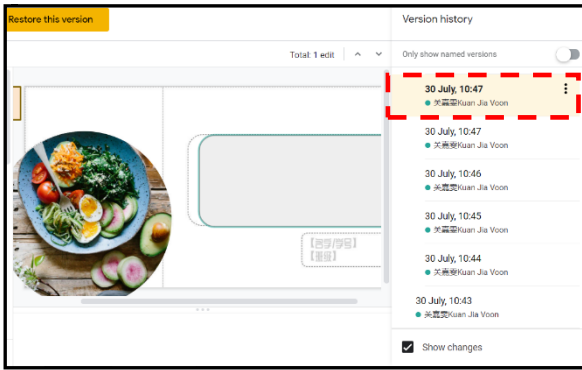 Restore this version
Version history
Total: 1 edit
Only show named versions
30 July, 10:47
关嘉雯Kuan Jia Voon
30 July, 10:47
关嘉雯Kuan Jia Voon
30 July, 10:46
关嘉雯Kuan Jia Voon
30 July, 10:45
关嘉雯Kuan Jia Voon
30 July, 10:44
关嘉雯Kuan Jia Voon
30 July, 10:43
关嘉雯Kuan Jia Voon
Show changes